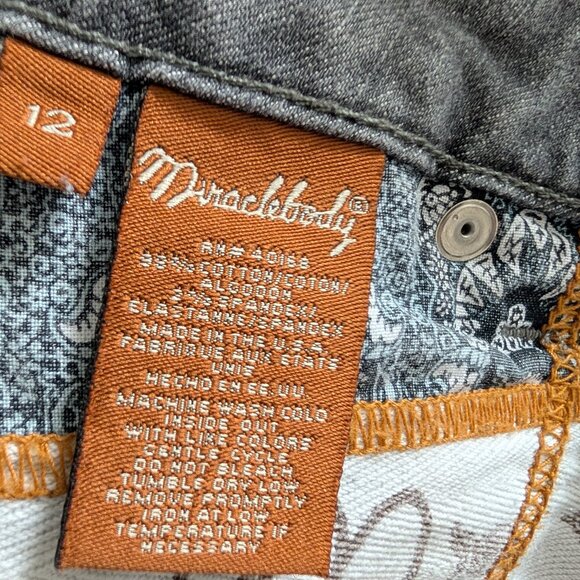 12
Miraclebody®
RN# 40168
98% COTTON/COTON/
ALGODON
2% SPANDEX/
ELASTANNE/SPANDEX
MADE IN THE U.S.A
FABRIQUE AUX ETATS
UNIS
HECHO EN EE.UU.
MACHINE WASH COLD
INSIDE OUT
WITH LIKE COLORS
GENTLE CYCLE
DO NOT BLEACH
TUMBLE DRY LOW
REMOVE PROMPTLY
IRON AT LOW
TEMPERATURE IF
NECESSARY